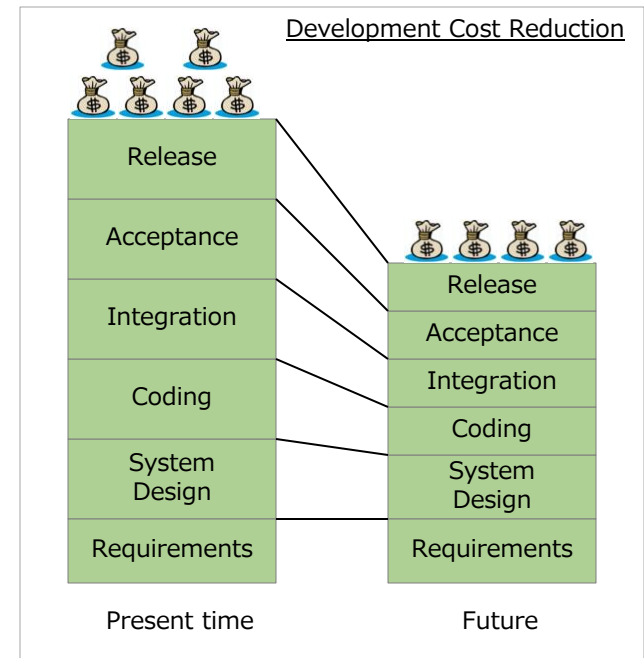 Development Cost Reduction
$ $
$ $ $ $
Release
Acceptance
Integration
Coding
System
Design
Requirements
Present time
$ $ $ $
Release
Acceptance
Integration
Coding
System
Design
Requirements
Future